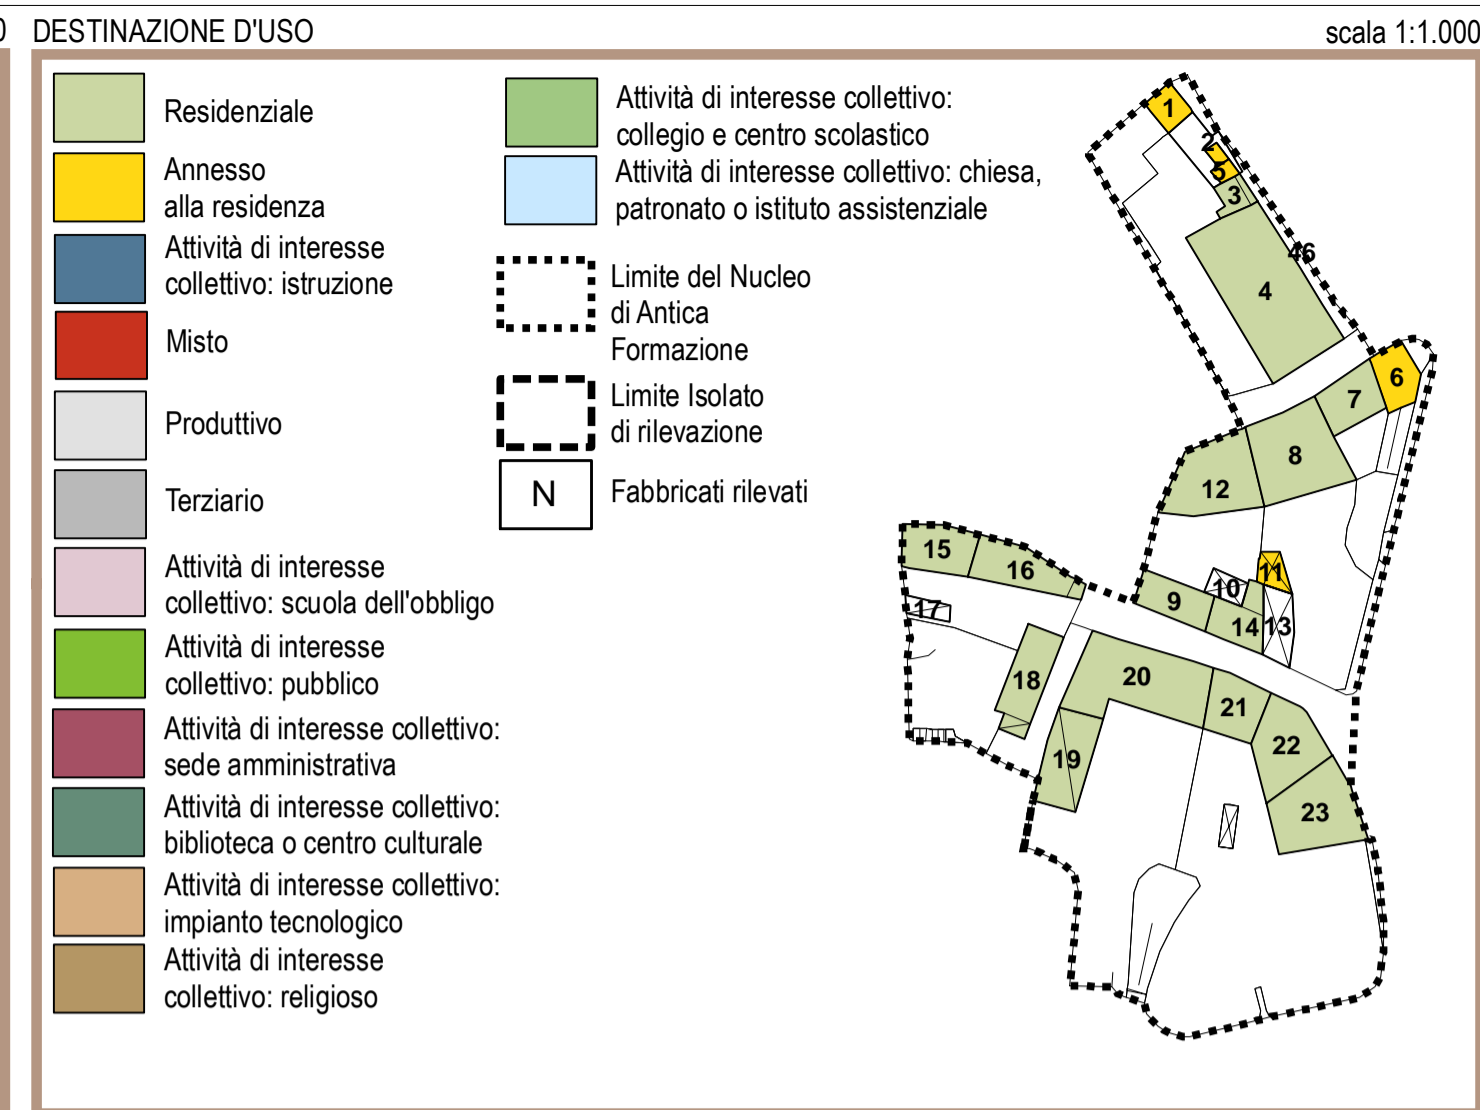 0 DESTINAZIONE D'USO scala 1:1.000
Residenziale
Annesso
alla residenza
Attività di interesse
collettivo: istruzione
Misto
Produttivo
Terziario
Attività di interesse
collettivo: scuola dell'obbligo
Attività di interesse
collettivo: pubblico
Attività di interesse collettivo:
sede amministrativa
Attività di interesse collettivo:
biblioteca o centro culturale
Attività di interesse collettivo:
impianto tecnologico
Attività di interesse
collettivo: religioso
Attività di interesse collettivo:
collegio e centro scolastico
Attività di interesse collettivo: chiesa,
patronato o istituto assistenziale
Limite del Nucleo
di Antica
Formazione
Limite Isolato
di rilevazione
N
Fabbricati rilevati
1
2
5
3
46
4
6
7
8
12
15
16
11
10
9
17
14
13
18
20
21
22
19
23